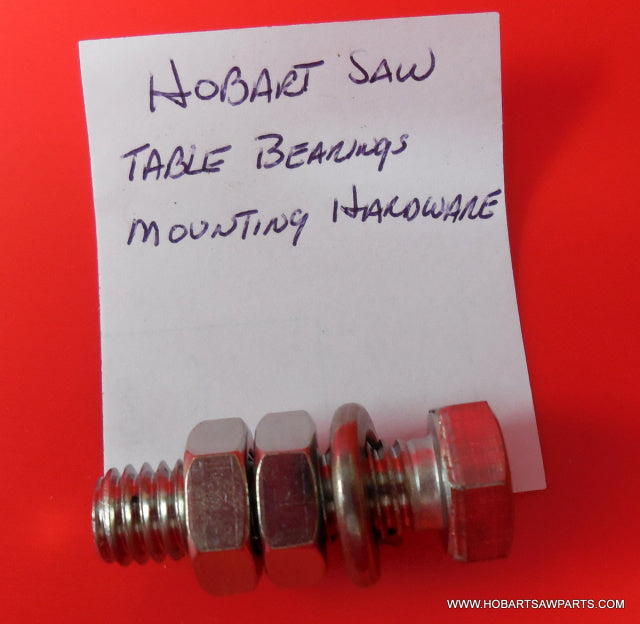 HOBART SAW
TABLE BEARINGS
MOUNTING HARDWARE
WWW.HOBARTSAWPARTS.COM